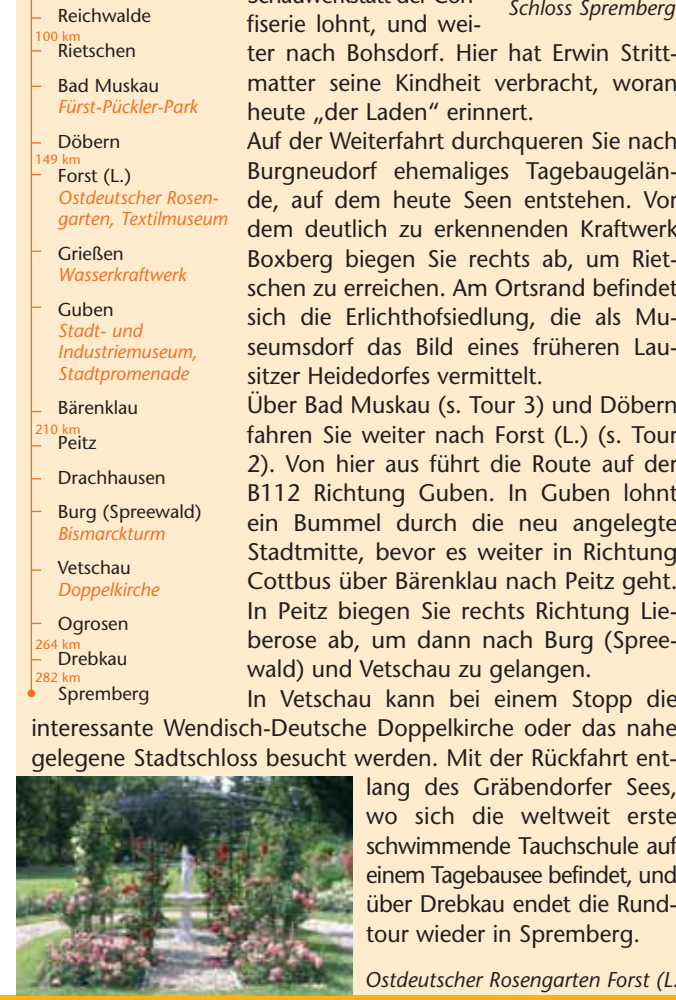 Reichwalde
100 km
Rietschen
Bad Muskau
Fürst-Pückler-Park
Döbern
149 km
Forst (L.)
Ostdeutscher Rosen-
garten, Textilmuseum
Grießen
Wasserkraftwerk
Guben
Stadt- und
Industriemuseum,
Stadtpromenade
Bärenklau
210 km
Peitz
Drachhausen
Burg (Spreewald)
Bismarckturm
Vetschau
Doppelkirche
Ogrosen
264 km
Drebkau
282 km
Spremberg
Schauwerkstatt der Con-
fiserie lohnt, und wei-
Schloss Spremberg
ter nach Bohsdorf. Hier hat Erwin Stritt-
matter seine Kindheit verbracht, woran
heute „der Laden" erinnert.
Auf der Weiterfahrt durchqueren Sie nach
Burgneudorf ehemaliges Tagebaugelän-
de, auf dem heute Seen entstehen. Vor
dem deutlich zu erkennenden Kraftwerk
Boxberg biegen Sie rechts ab, um Riet-
schen zu erreichen. Am Ortsrand befindet
sich die Erlichthofsiedlung, die als Mu-
seumsdorf das Bild eines früheren Lau-
sitzer Heidedorfes vermittelt.
Über Bad Muskau (s. Tour 3) und Döbern
fahren Sie weiter nach Forst (L.) (s. Tour
2). Von hier aus führt die Route auf der
B112 Richtung Guben. In Guben lohnt
ein Bummel durch die neu angelegte
Stadtmitte, bevor es weiter in Richtung
Cottbus über Bärenklau nach Peitz geht.
In Peitz biegen Sie rechts Richtung Lie-
berose ab, um dann nach Burg (Spree-
wald) und Vetschau zu gelangen.
In Vetschau kann bei einem Stopp die
interessante Wendisch-Deutsche Doppelkirche oder das nahe
gelegene Stadtschloss besucht werden. Mit der Rückfahrt ent-
lang des Gräbendorfer Sees,
wo sich die weltweit erste
schwimmende Tauchschule auf
einem Tagebausee befindet, und
über Drebkau endet die Rund-
tour wieder in Spremberg.
Ostdeutscher Rosengarten Forst (L.